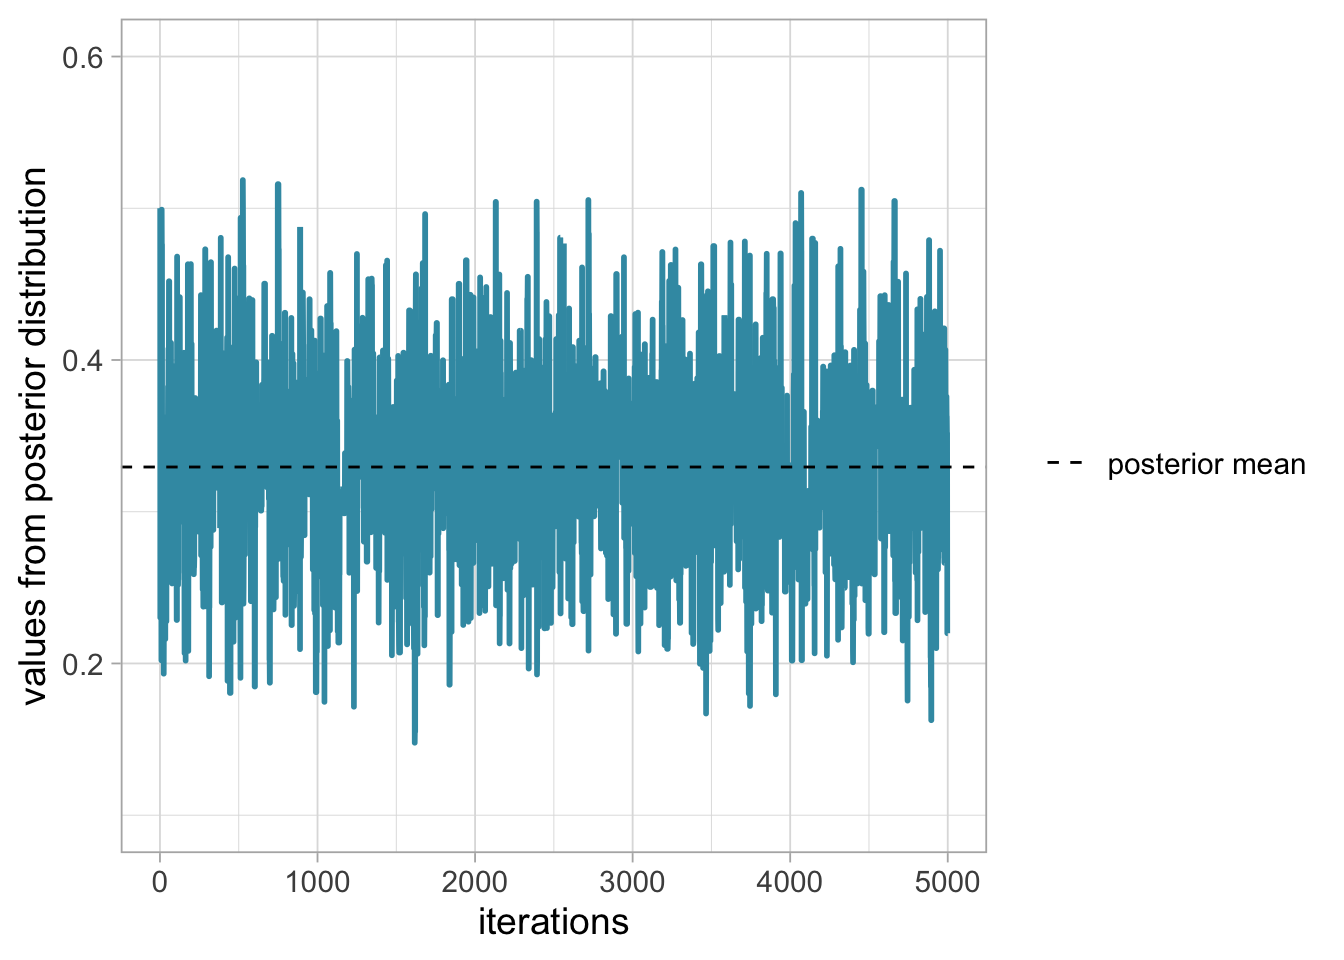 values from posterior distribution
0.6
0.4
0.2
0 1000 2000 3000 4000 5000
iterations
posterior mean